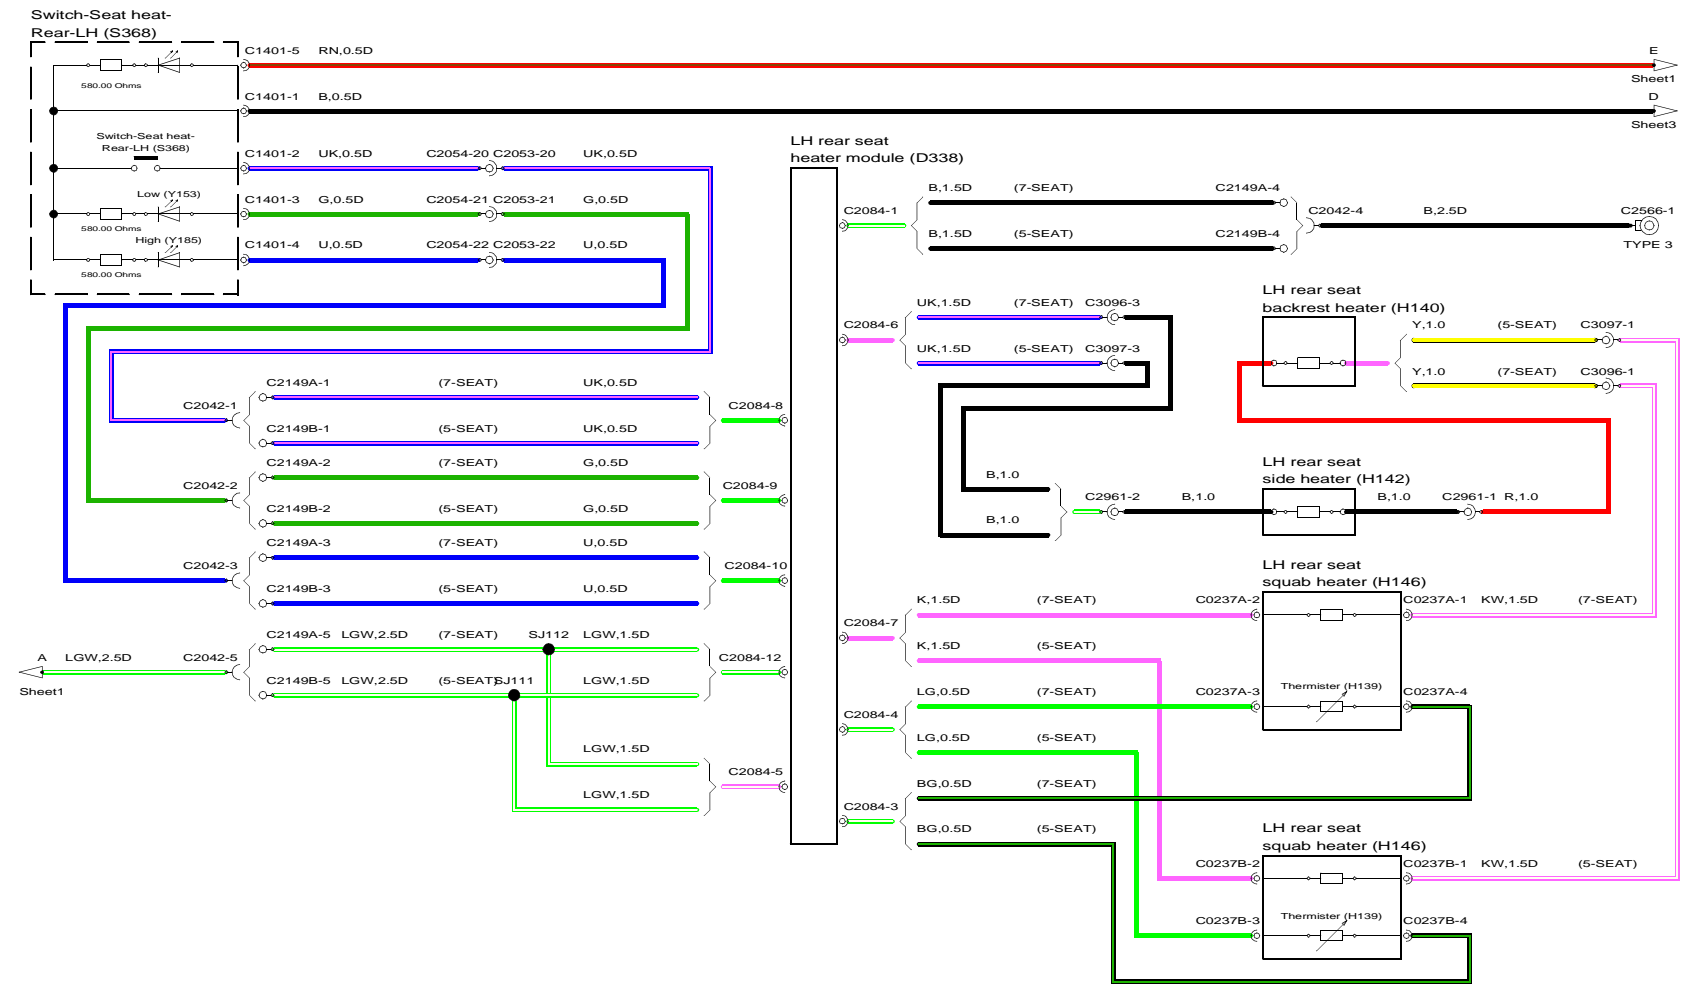 Switch-Seat heat-
Rear-LH (S368)
C1401-5 RN,0.5D
580.00 Ohms
E
Sheet1
C1401-1 B,0.5D
D
Sheet3
Switch-Seat heat-
Rear-LH (S368)
C1401-2 UK,0.5D C2054-20 C2053-20 UK,0.5D
Low (Y153)
C1401-3 G,0.5D C2054-21 C2053-21 G,0.5D
580.00 Ohms
High (Y185)
C1401-4 U,0.5D C2054-22 C2053-22 U,0.5D
580.00 Ohms
LH rear seat
heater module (D338)
C2084-1
B,1.5D (7-SEAT) C2149A-4
B,1.5D (5-SEAT) C2149B-4
C2042-4 B,2.5D C2566-1
TYPE 3
C2084-6
UK,1.5D (7-SEAT) C3096-3
UK,1.5D (5-SEAT) C3097-3
LH rear seat
backrest heater (H140)
Y,1.0 (5-SEAT) C3097-1
Y,1.0 (7-SEAT) C3096-1
C2042-1
C2149A-1 (7-SEAT) UK,0.5D
C2149B-1 (5-SEAT) UK,0.5D
C2084-8
C2042-2
C2149A-2 (7-SEAT) G,0.5D
C2149B-2 (5-SEAT) G,0.5D
C2084-9
C2042-3
C2149A-3 (7-SEAT) U,0.5D
C2149B-3 (5-SEAT) U,0.5D
C2084-10
B,1.0
B,1.0
C2961-2 B,1.0
LH rear seat
side heater (H142)
B,1.0 C2961-1 R,1.0
A LGW,2.5D C2042-5
Sheet1
C2149A-5 LGW,2.5D (7-SEAT) SJ112 LGW,1.5D
C2149B-5 LGW,2.5D (5-SEAT) SJ111 LGW,1.5D
C2084-12
LGW,1.5D
LGW,1.5D
C2084-5
LH rear seat
squab heater (H146)
C2084-7
K,1.5D (7-SEAT) C0237A-2
K,1.5D (5-SEAT)
C0237A-1 KW,1.5D (7-SEAT)
Thermister (H139)
C2084-4
LG,0.5D (7-SEAT) C0237A-3
LG,0.5D (5-SEAT)
C0237A-4
C2084-3
BG,0.5D (7-SEAT)
BG,0.5D (5-SEAT)
LH rear seat
squab heater (H146)
C0237B-2
C0237B-1 KW,1.5D (5-SEAT)
Thermister (H139)
C0237B-3
C0237B-4